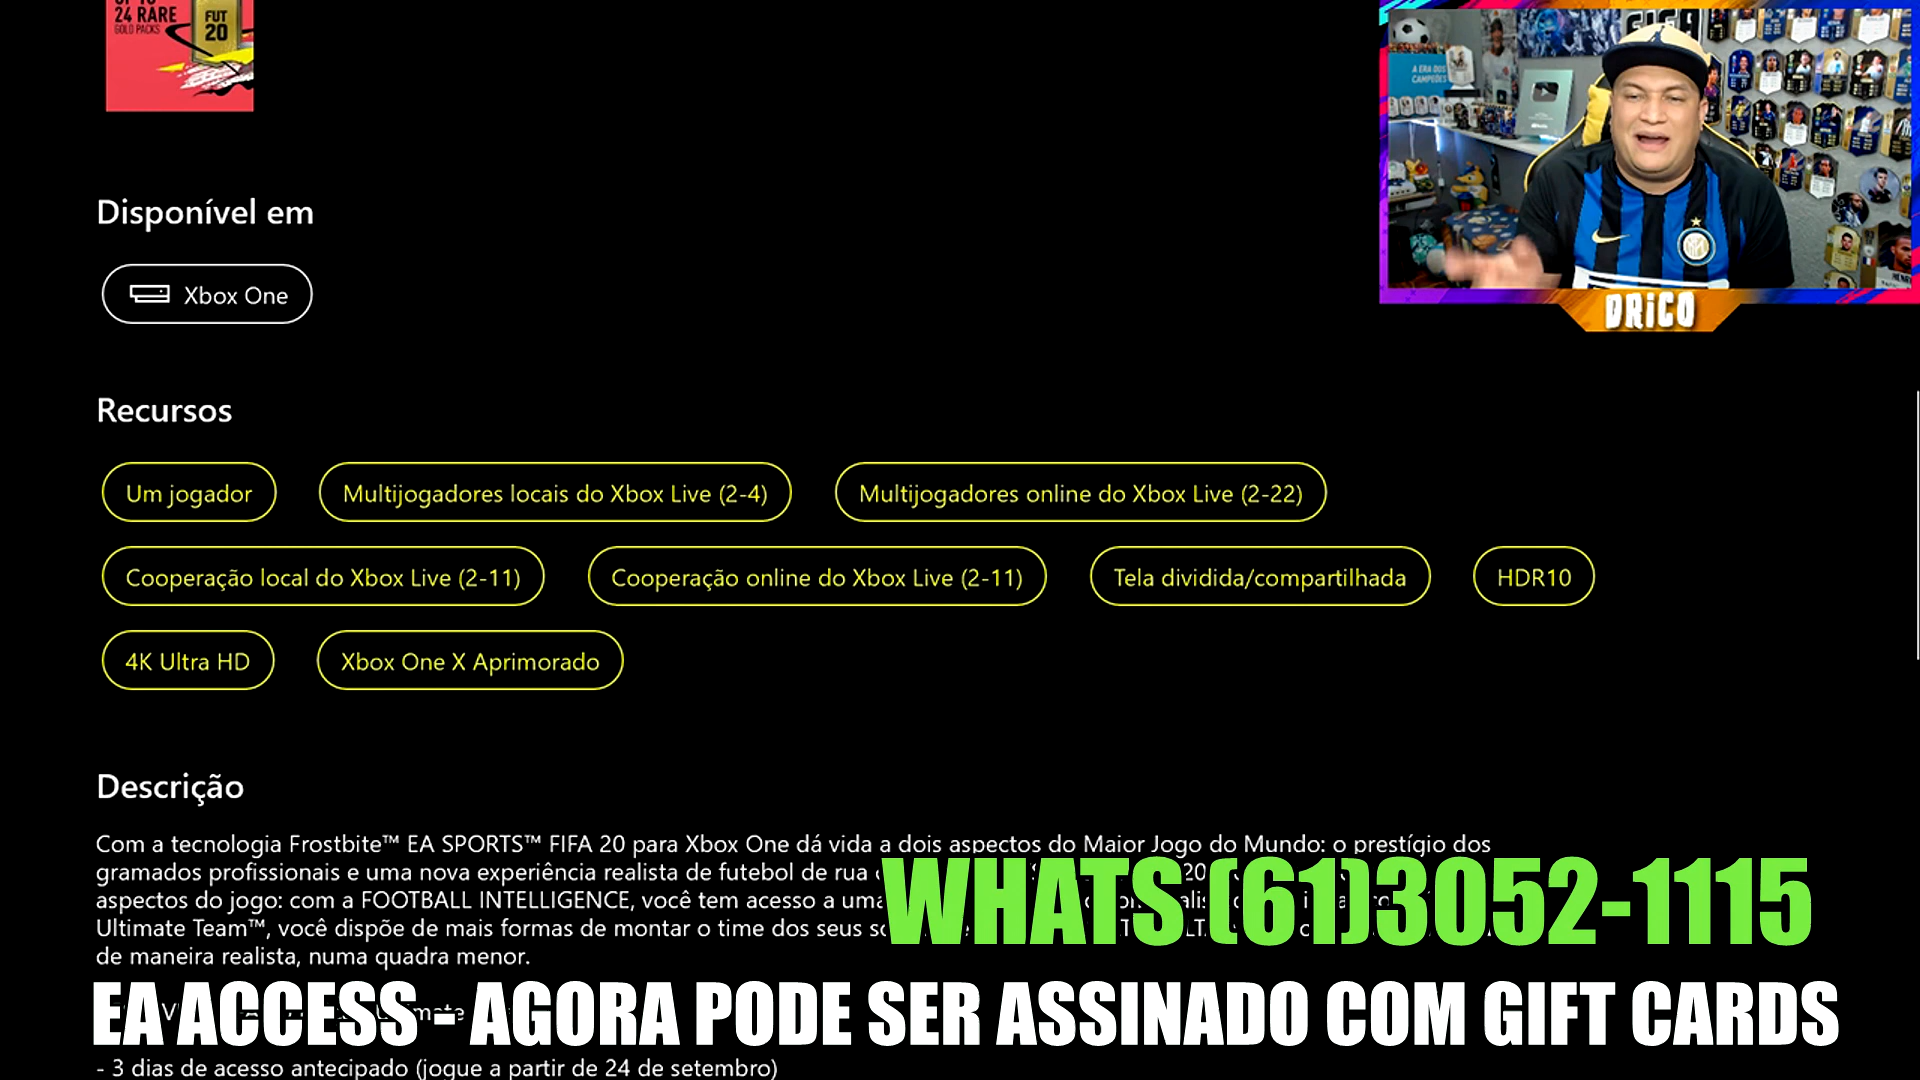 24 RARE
GOLD PACKS
FUT
20
FIFA
A ERA DOS
CAMPEÕES
DRiCO
Disponível em
Xbox One
Recursos
Um jogador
Multijogadores locais do Xbox Live (2-4)
Multijogadores online do Xbox Live (2-22)
Cooperação local do Xbox Live (2-11)
Cooperação online do Xbox Live (2-11)
Tela dividida/compartilhada
HDR10
4K Ultra HD
Xbox One X Aprimorado
Descrição
Com a tecnologia Frostbite™ EA SPORTS™ FIFA 20 para Xbox One dá vida a dois aspectos do Maior Jogo do Mundo: o prestígio dos
gramados profissionais e uma nova experiência realista de futebol de rua
aspectos do jogo: com a FOOTBALL INTELLIGENCE, você tem acesso a uma
Ultimate Team™, você dispõe de mais formas de montar o time dos seus
de maneira realista, numa quadra menor.
WHATS (61)3052-1115
EA ACCESS - AGORA PODE SER ASSINADO COM GIFT CARDS
- 3 dias de acesso antecipado (jogue a partir de 24 de setembro)